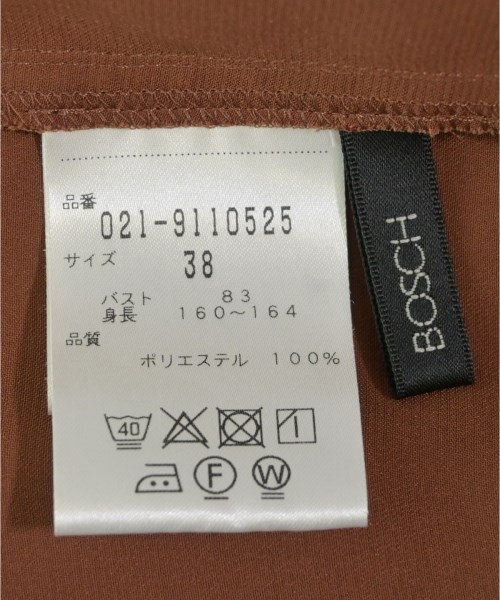 品番
021-9110525
サイズ 38
バスト 83
身長 160～164
品質
ポリエステル 100%
40
F W
BOSCH